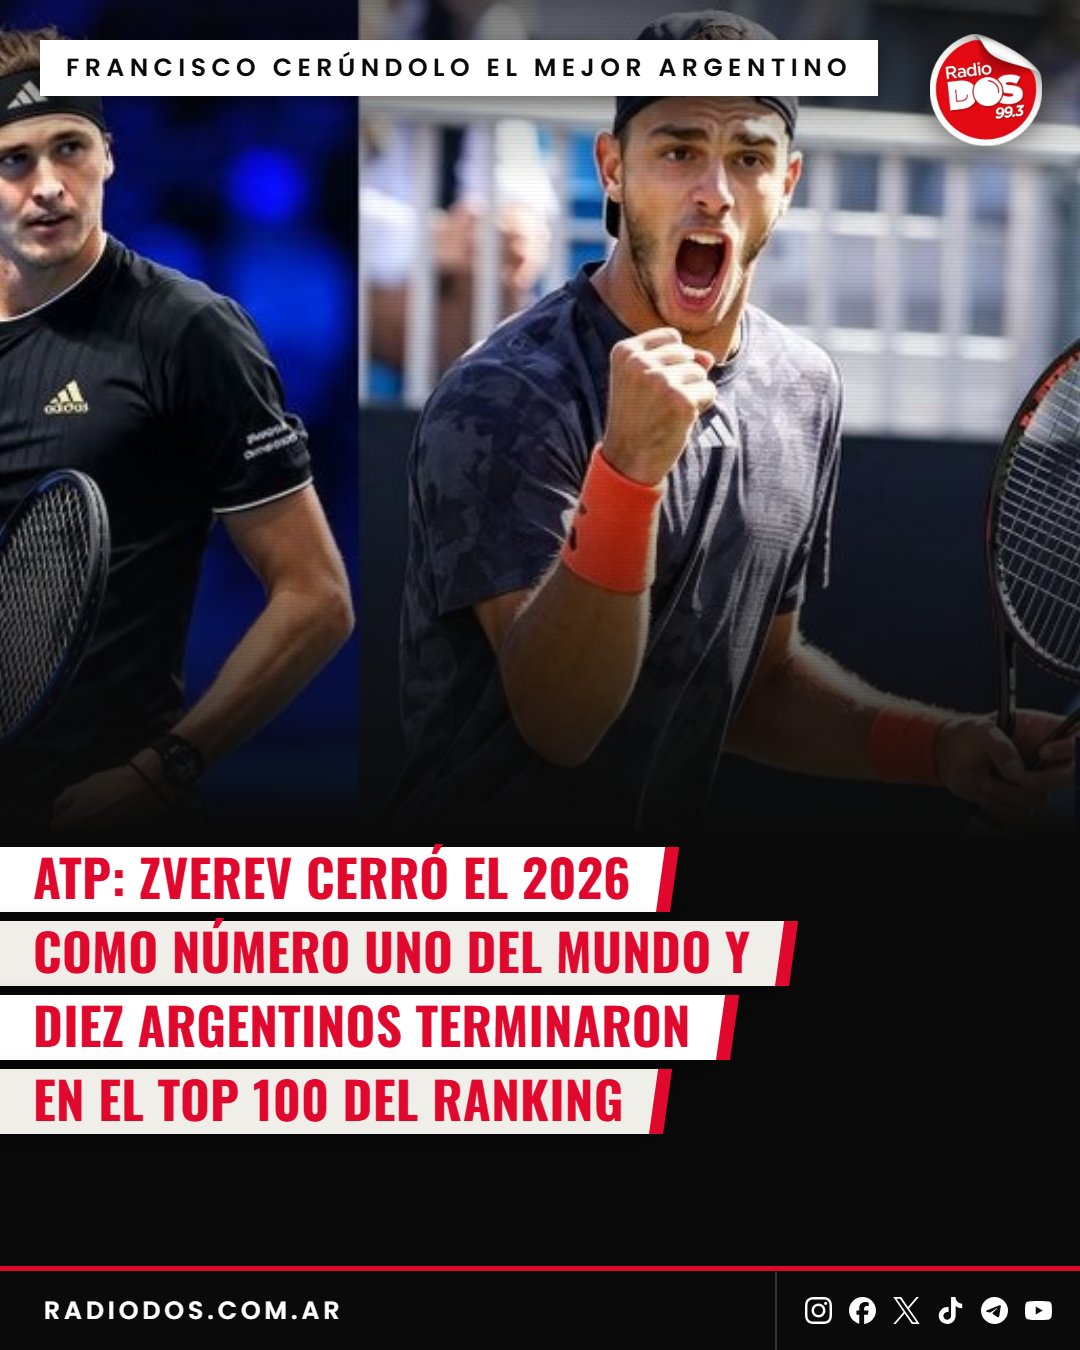 FRANCISCO CERÚNDOLO EL MEJOR ARGENTINO
Radio
DOS
99.3
adidas
ATP: ZVEREV CERRÓ EL 2026
COMO NÚMERO UNO DEL MUNDO Y
DIEZ ARGENTINOS TERMINARON
EN EL TOP 100 DEL RANKING
RADIODOS.COM.AR